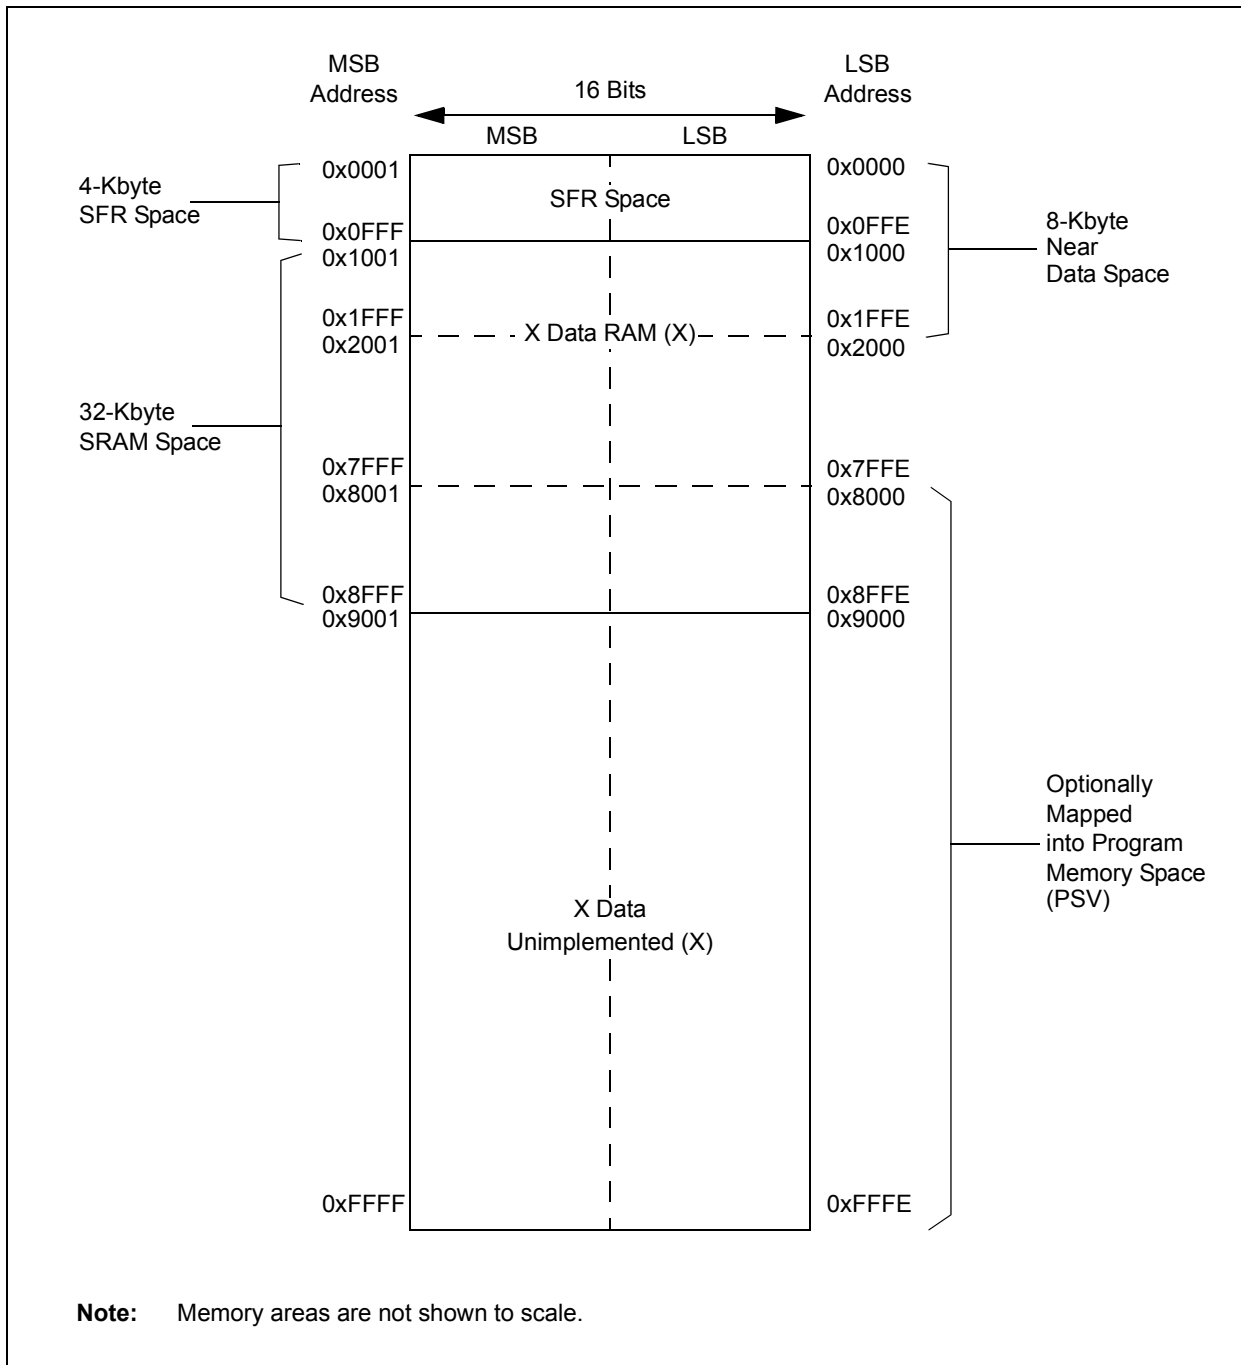 MSB
Address
16 Bits
LSB
Address
MSB
LSB
0x0001
0x0000
4-Kbyte
SFR Space
SFR Space
0x0FFF
0x0FFE
0x1001
0x1000
8-Kbyte
Near
Data Space
0x1FFF
0x1FFE
X Data RAM (X)
0x2001
0x2000
32-Kbyte
SRAM Space
0x7FFF
0x7FFE
0x8001
0x8000
0x8FFF
0x8FFE
0x9001
0x9000
Optionally
Mapped
into Program
Memory Space
(PSV)
X Data
Unimplemented (X)
0xFFFF
0xFFFE
Note: Memory areas are not shown to scale.